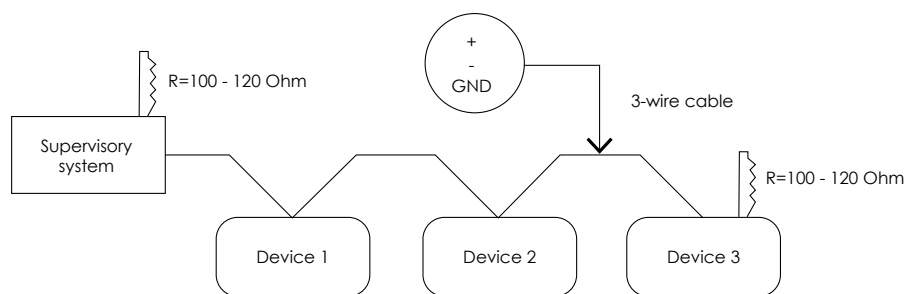 +
-
GND
R=100 - 120 Ohm
3-wire cable
Supervisory
system
R=100 - 120 Ohm
Device 1
Device 2
Device 3